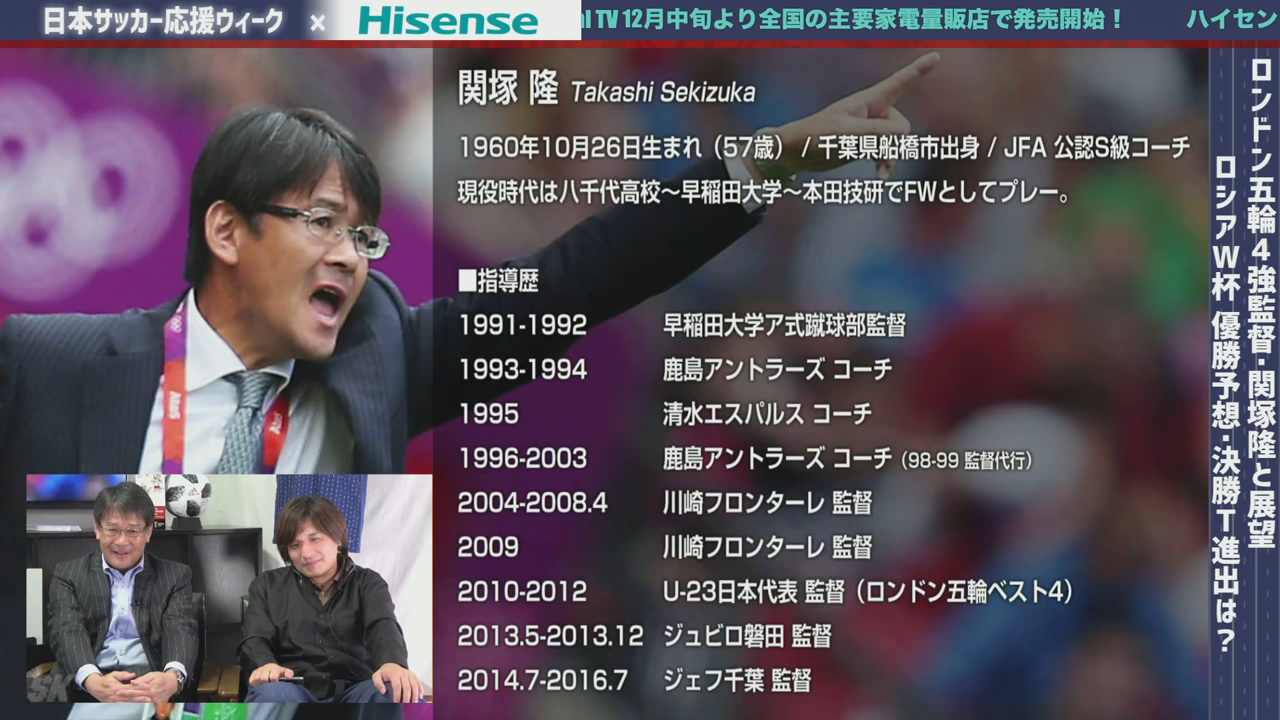 日本サッカー応援ウィーク × Hisense
TV 12月中旬より全国の主要家電量販店で発売開始！ ハイセン
関塚 隆 Takashi Sekizuka
1960年10月26日生まれ（57歳） / 千葉県船橋市出身 / JFA 公認S級コーチ
現役時代は八千代高校～早稲田大学～本田技研でFWとしてプレー。
■指導歴
1991-1992 早稲田大学ア式蹴球部監督
1993-1994 鹿島アントラーズ コーチ
1995 清水エスパルス コーチ
1996-2003 鹿島アントラーズ コーチ（98-99 監督代行）
2004-2008.4 川崎フロンターレ 監督
2009 川崎フロンターレ 監督
2010-2012 U-23日本代表 監督（ロンドン五輪ベスト4）
2013.5-2013.12 ジュビロ磐田 監督
2014.7-2016.7 ジェフ千葉 監督
ロンドン五輪４強監督・関塚隆と展望
ロシアW杯 優勝予想・決勝T進出は？
SK